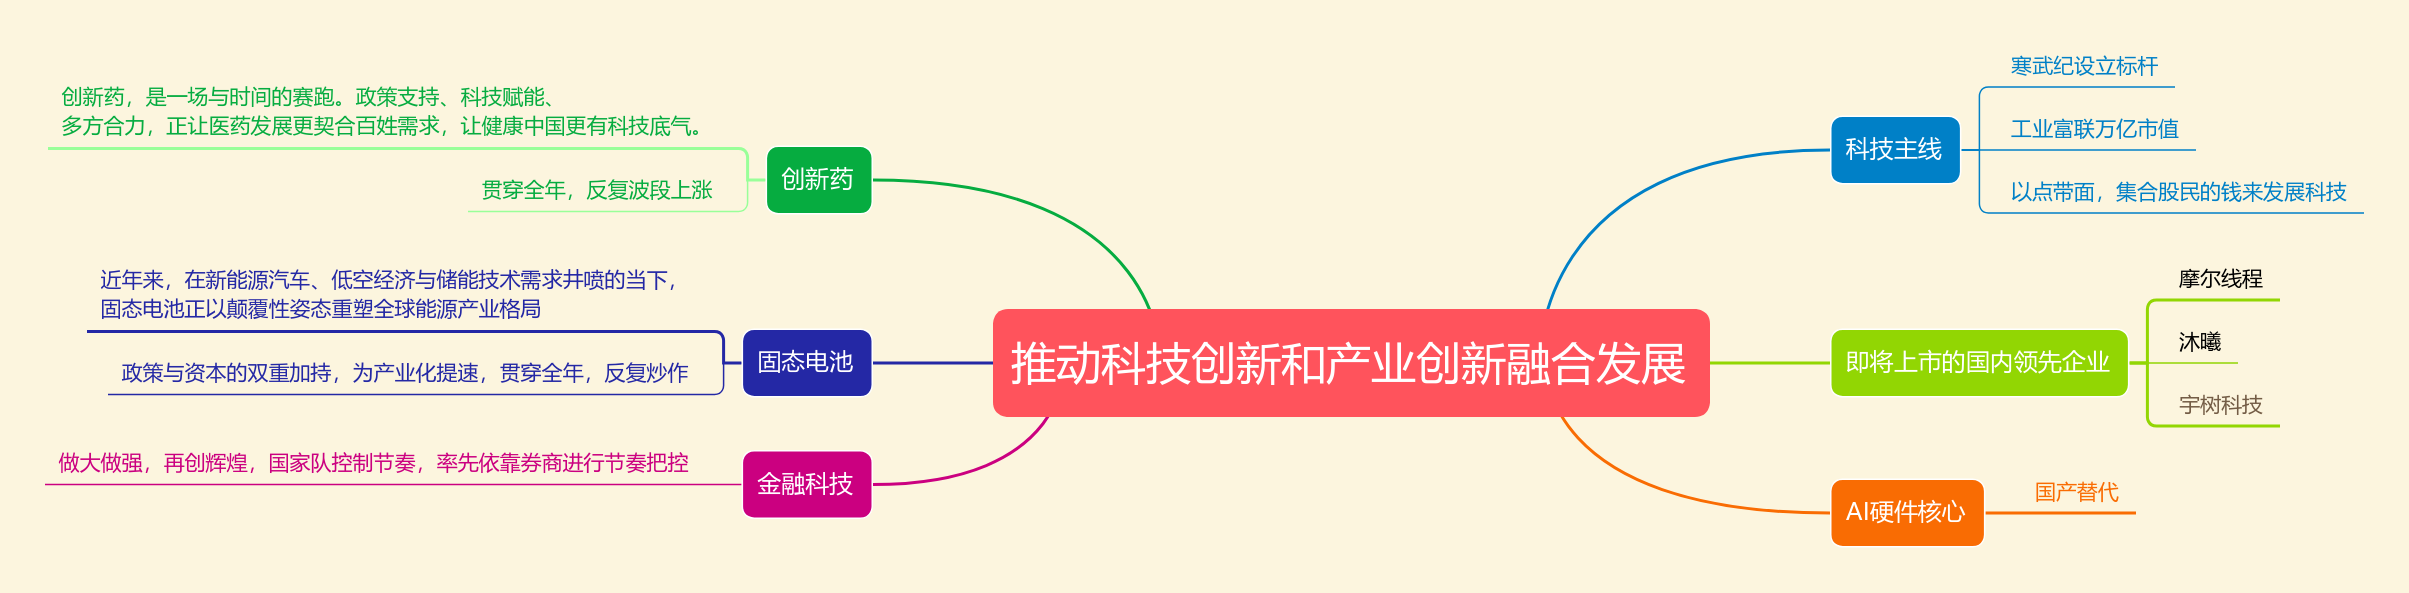 推动科技创新和产业创新融合发展
科技主线
寒武纪设立标杆
工业富联万亿市值
以点带面，集合股民的钱来发展科技
即将上市的国内领先企业
摩尔线程
沐曦
宇树科技
AI硬件核心
国产替代
创新药
创新药，是一场与时间的赛跑。政策支持、科技赋能、
多方合力，正让医药发展更契合百姓需求，让健康中国更有科技底气。
贯穿全年，反复波段上涨
固态电池
近年来，在新能源汽车、低空经济与储能技术需求井喷的当下，
固态电池正以颠覆性姿态重塑全球能源产业格局
政策与资本的双重加持，为产业化提速，贯穿全年，反复炒作
金融科技
做大做强，再创辉煌，国家队控制节奏，率先依靠券商进行节奏把控